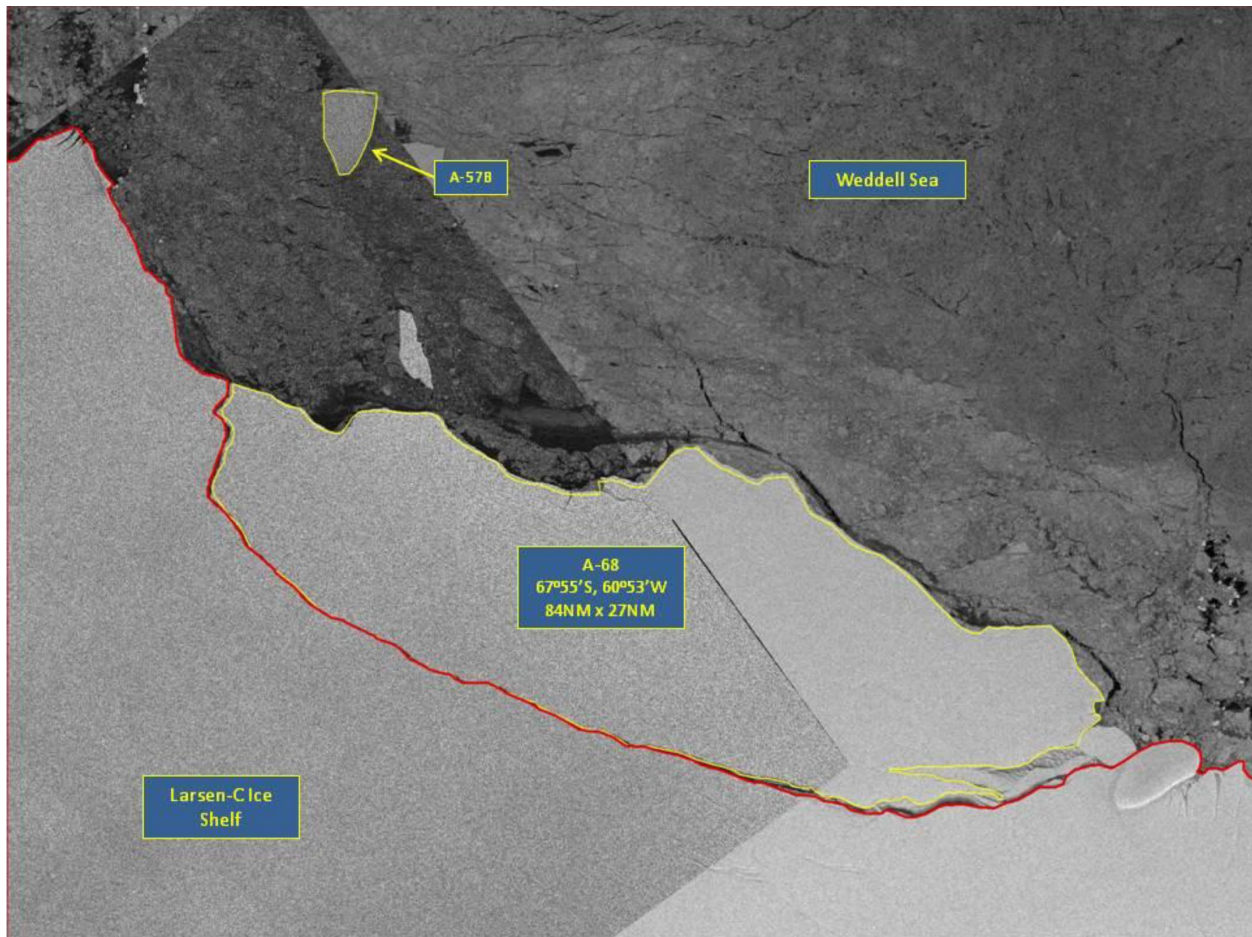 A-57B
Weddell Sea
A-68
67º55’S, 60º53’W
84NM x 27NM
Larsen-C Ice
Shelf